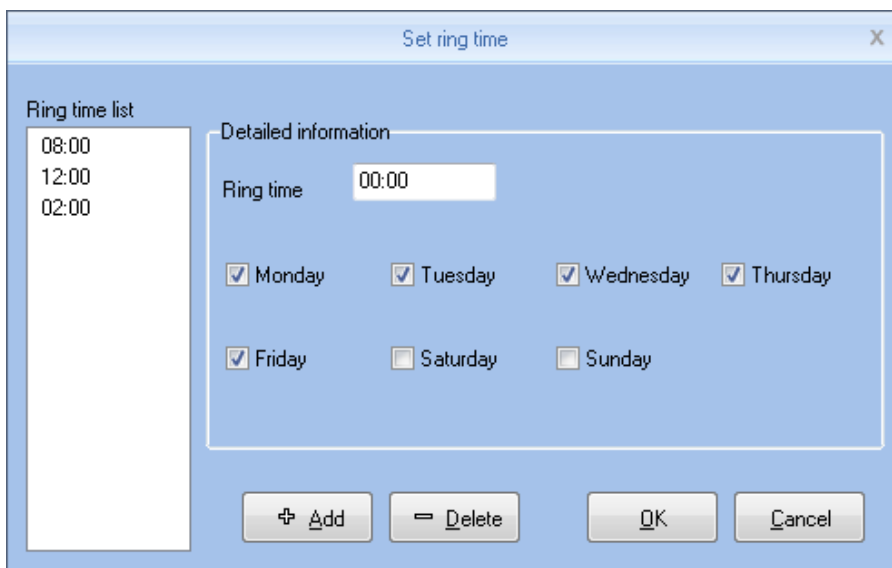 Set ring time
X
Ring time list
08:00
12:00
02:00
Detailed information
Ring time 00:00
Monday Tuesday Wednesday Thursday
Friday Saturday Sunday
Add Delete OK Cancel